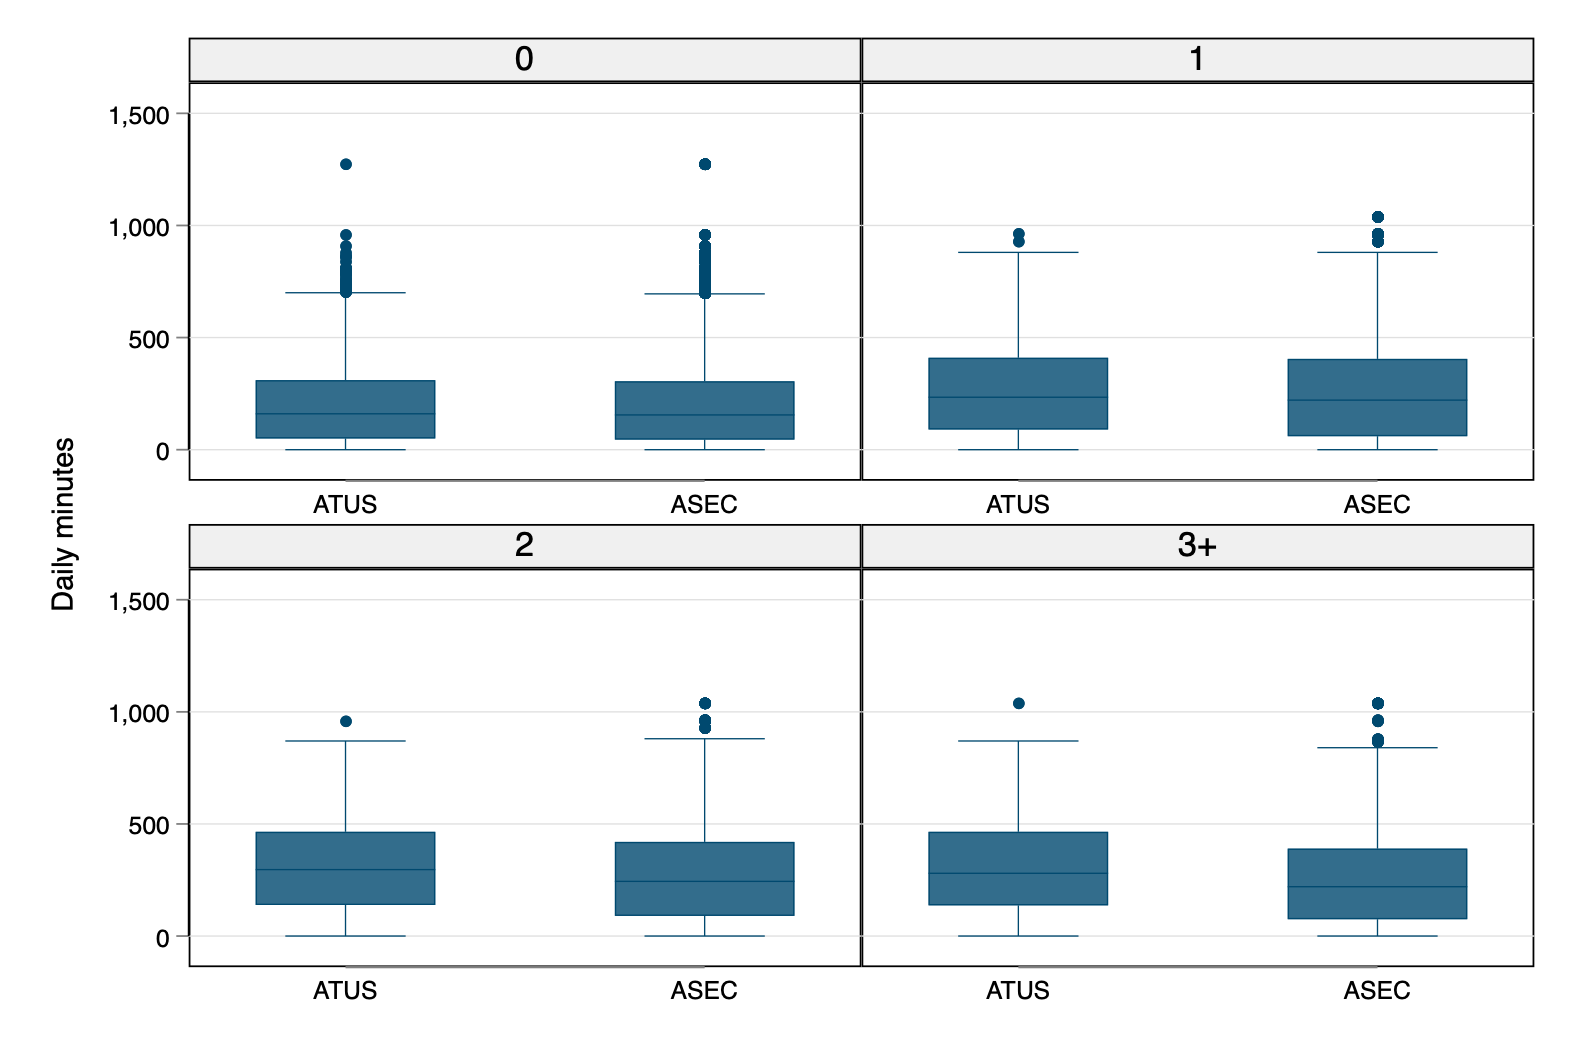 Daily minutes
0
1
1,500
1,000
500
0
ATUS
ASEC
ATUS
ASEC
2
3+
1,500
1,000
500
0
ATUS
ASEC
ATUS
ASEC